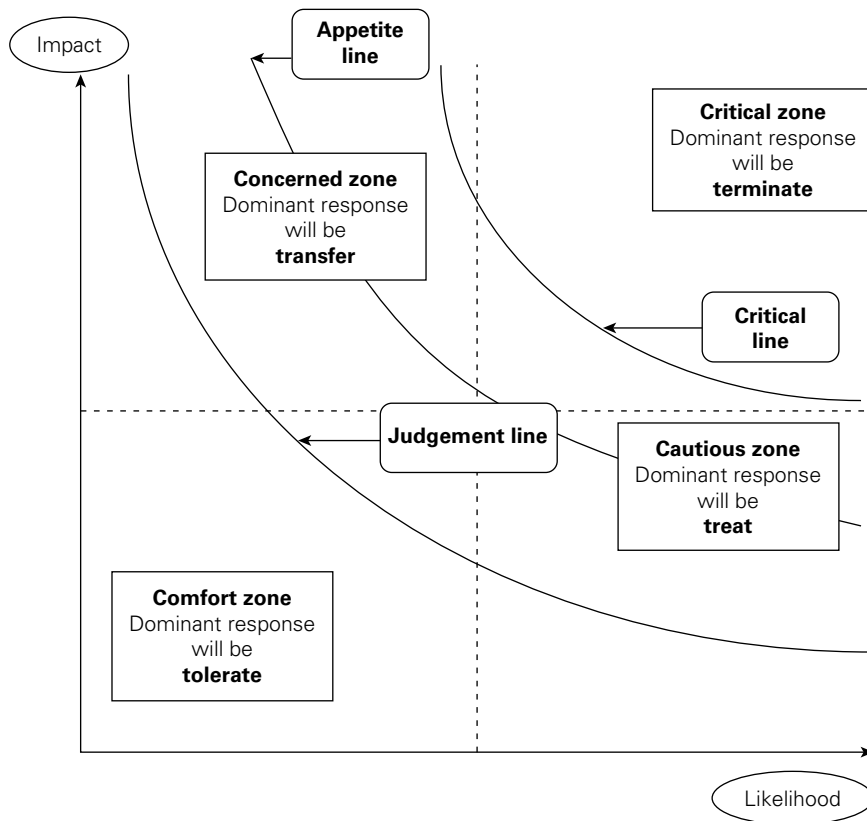 Impact
Appetite
line
Critical zone
Dominant response
will be
terminate
Concerned zone
Dominant response
will be
transfer
Critical
line
Judgement line
Cautious zone
Dominant response
will be
treat
Comfort zone
Dominant response
will be
tolerate
Likelihood